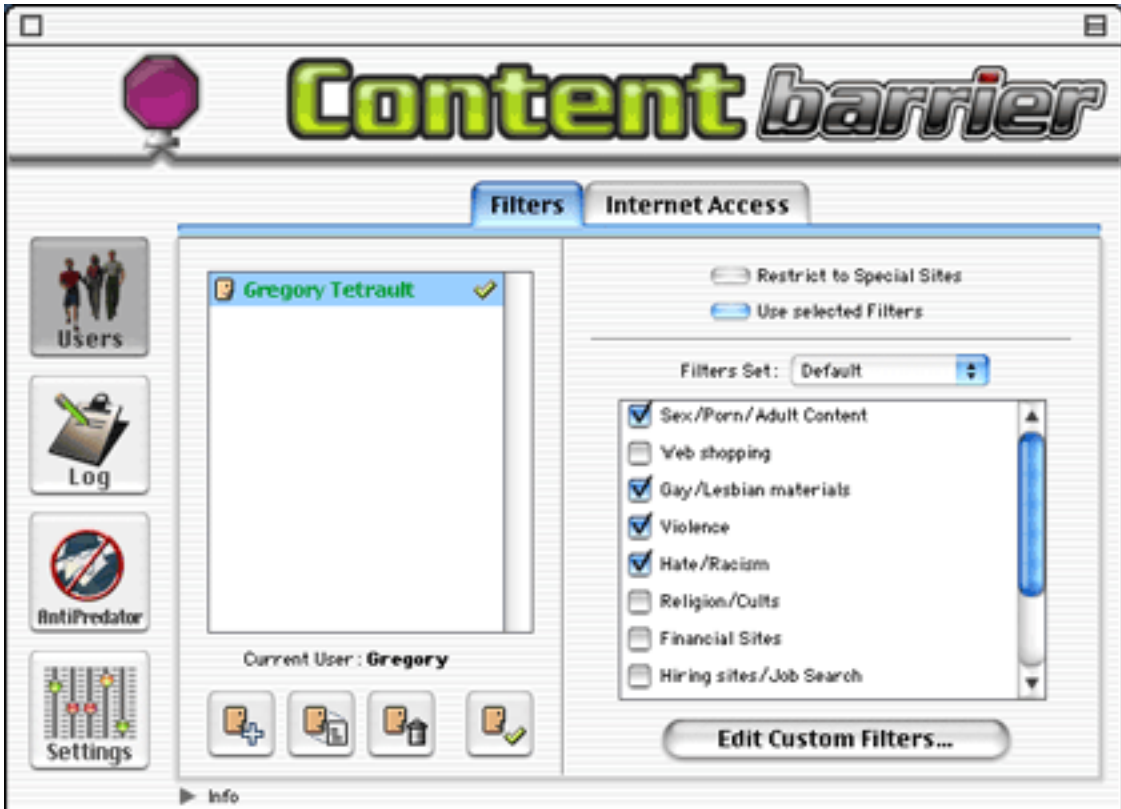 Content barrier
Filters
Internet Access
Users
Log
AntiPredator
Settings
Gregory Tetrault
Current User : Gregory
Restrict to Special Sites
Use selected Filters
Filters Set : Default
Sex/Porn/Adult Content
Web shopping
Gay/Lesbian materials
Violence
Hate/Racism
Religion/Cults
Financial Sites
Hiring sites/Job Search
Edit Custom Filters...
Info